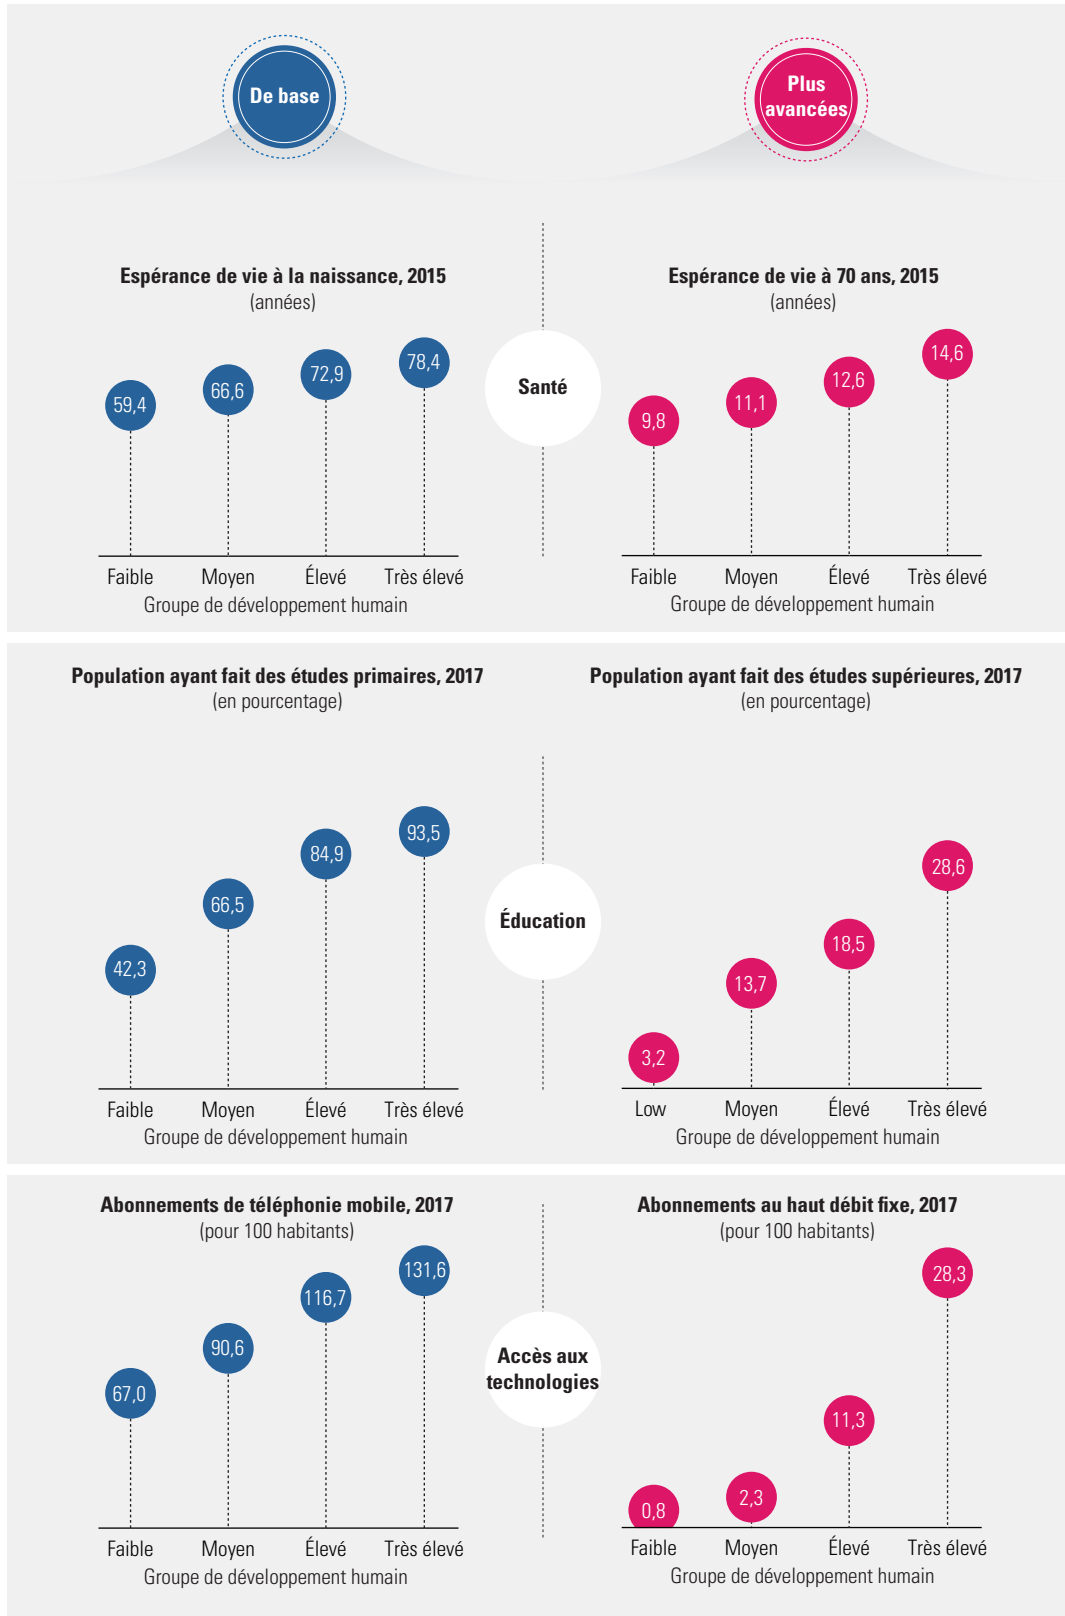 De base
Plus
avancées
Espérance de vie à la naissance, 2015
(années)
59,4
66,6
72,9
78,4
Faible Moyen Élevé Très élevé
Groupe de développement humain
Santé
Espérance de vie à 70 ans, 2015
(années)
9,8
11,1
12,6
14,6
Faible Moyen Élevé Très élevé
Groupe de développement humain
Population ayant fait des études primaires, 2017
(en pourcentage)
42,3
66,5
84,9
93,5
Faible Moyen Élevé Très élevé
Groupe de développement humain
Éducation
Population ayant fait des études supérieures, 2017
(en pourcentage)
3,2
13,7
18,5
28,6
Low Moyen Élevé Très élevé
Groupe de développement humain
Abonnements de téléphonie mobile, 2017
(pour 100 habitants)
67,0
90,6
116,7
131,6
Faible Moyen Élevé Très élevé
Groupe de développement humain
Accès aux
technologies
Abonnements au haut débit fixe, 2017
(pour 100 habitants)
0,8
2,3
11,3
28,3
Faible Moyen Élevé Très élevé
Groupe de développement humain